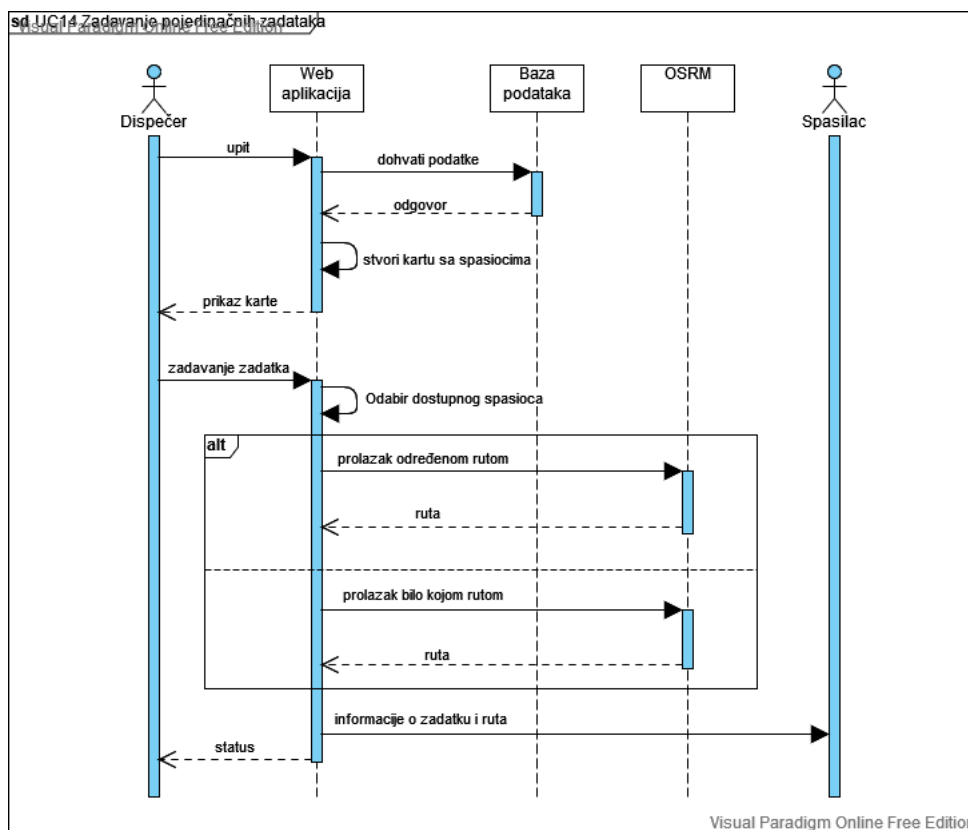 sd UC14 Zadavanje pojedinačnih zadataka
Visual Paradigm Online Free Edition
Web
aplikacija
Baza
podataka
OSRM
Dispečer
Spasilac
upit
dohvati podatke
odgovor
stvori kartu sa spasiocima
prikaz karte
zadavanje zadatka
Odabir dostupnog spasioca
alt
prolazak određenom rutom
ruta
prolazak bilo kojom rutom
ruta
informacije o zadatku i ruta
status
Visual Paradigm Online Free Edition